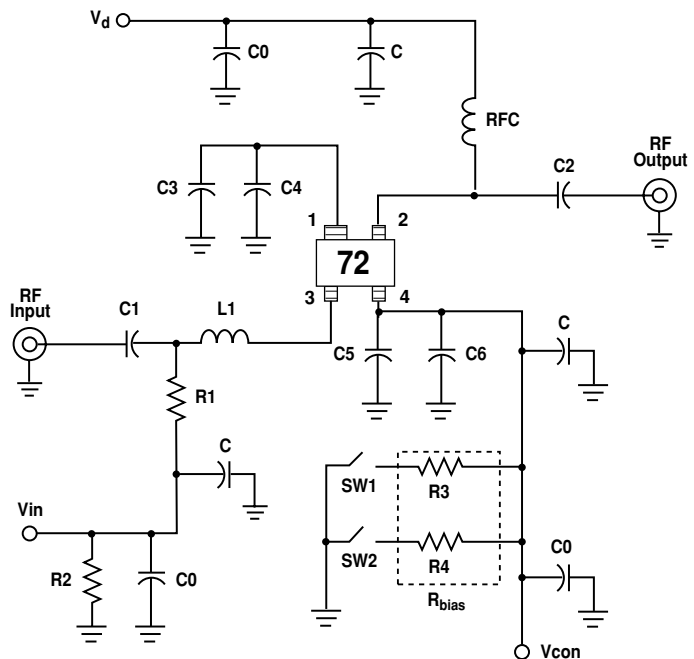 Vd
C0
C
RFC
RF
Output
C2
C3
C4
1
2
72
3
4
RF
Input
C1
L1
C5
C6
C
R1
C
SW1
R3
Vin
R2
C0
SW2
R4
C0
Rbias
Vcon